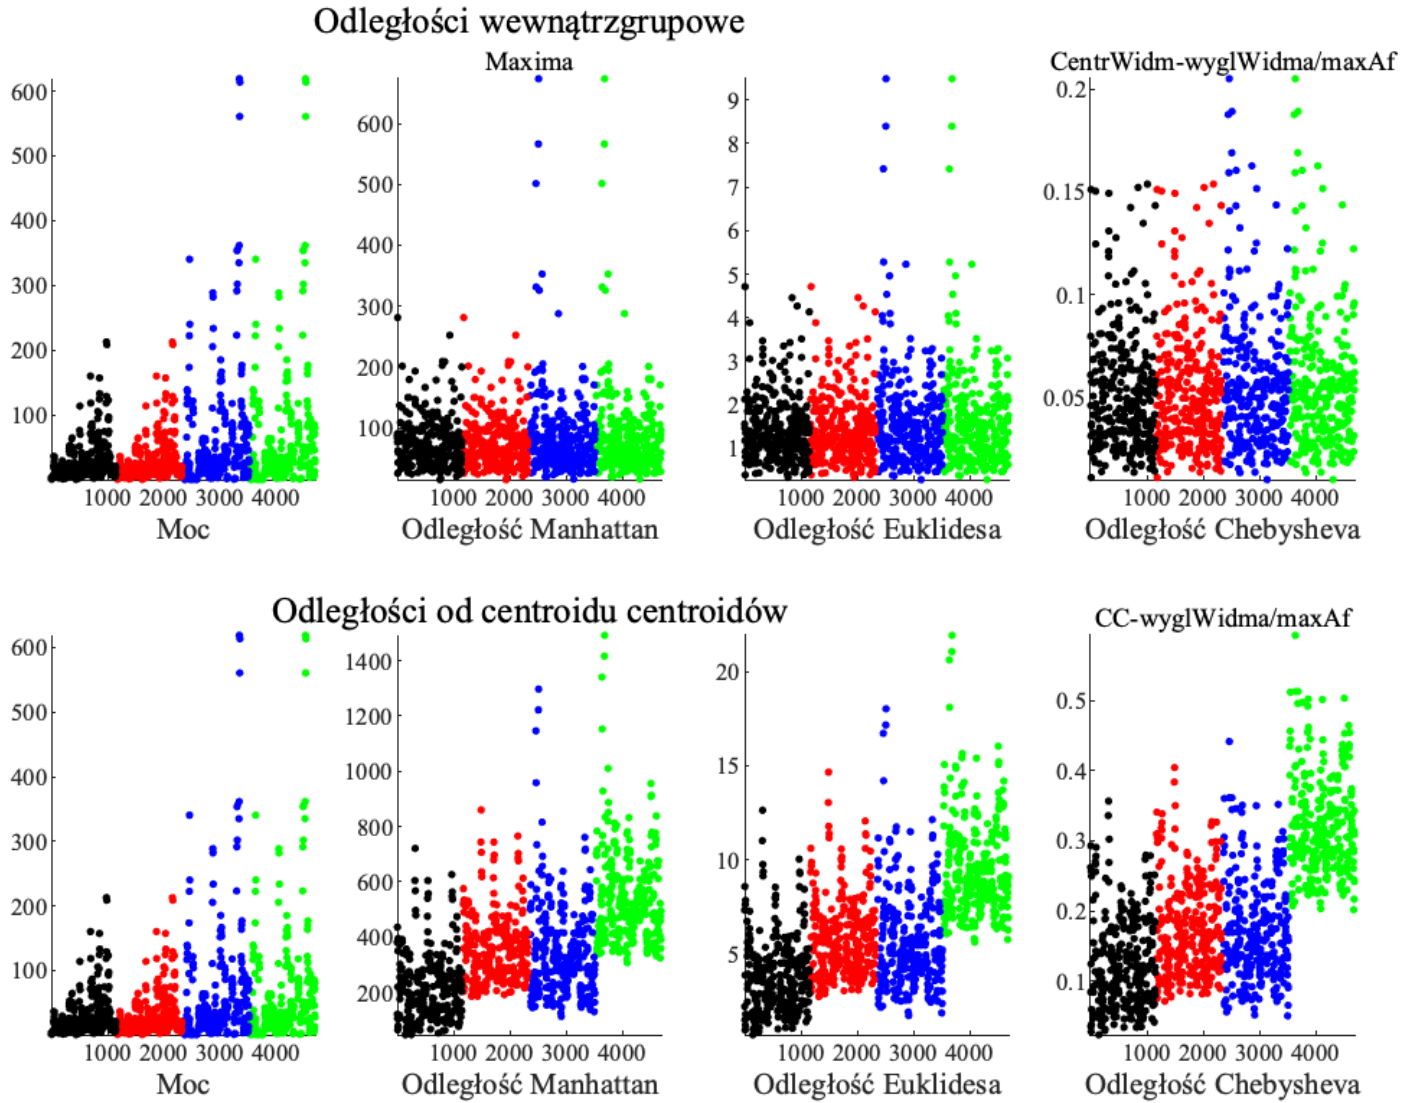 Odległości wewnątrzgrupowe
Maxima
CentrWidm-wyglWidma/maxAf
600
500
400
300
200
100
1000 2000 3000 4000
Moc
600
500
400
300
200
100
1000 2000 3000 4000
Odległość Manhattan
9
8
7
6
5
4
3
2
1
1000 2000 3000 4000
Odległość Euklidesa
0.2
0.15
0.1
0.05
1000 2000 3000 4000
Odległość Chebysheva
Odległości od centroidu centroidów
CC-wyglWidma/maxAf
600
500
400
300
200
100
1000 2000 3000 4000
Moc
1400
1200
1000
800
600
400
200
1000 2000 3000 4000
Odległość Manhattan
20
15
10
5
1000 2000 3000 4000
Odległość Euklidesa
0.5
0.4
0.3
0.2
0.1
1000 2000 3000 4000
Odległość Chebysheva